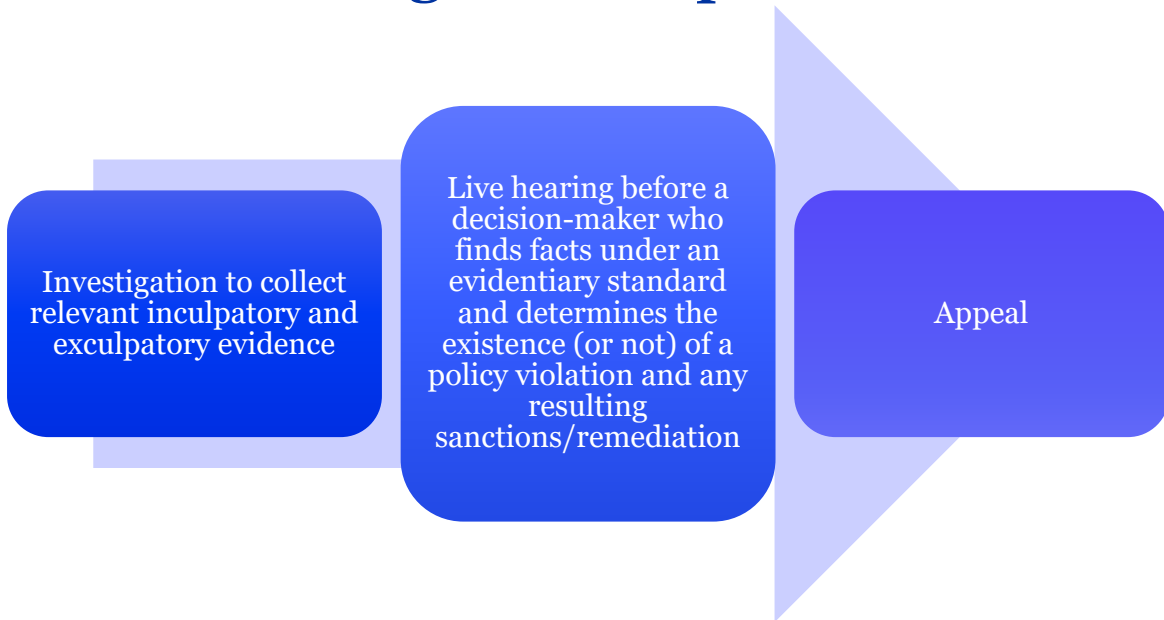 Investigation to collect
relevant inculpatory and
exculpatory evidence
Live hearing before a
decision-maker who
finds facts under an
evidentiary standard
and determines the
existence (or not) of a
policy violation and any
resulting
sanctions/remediation
Appeal